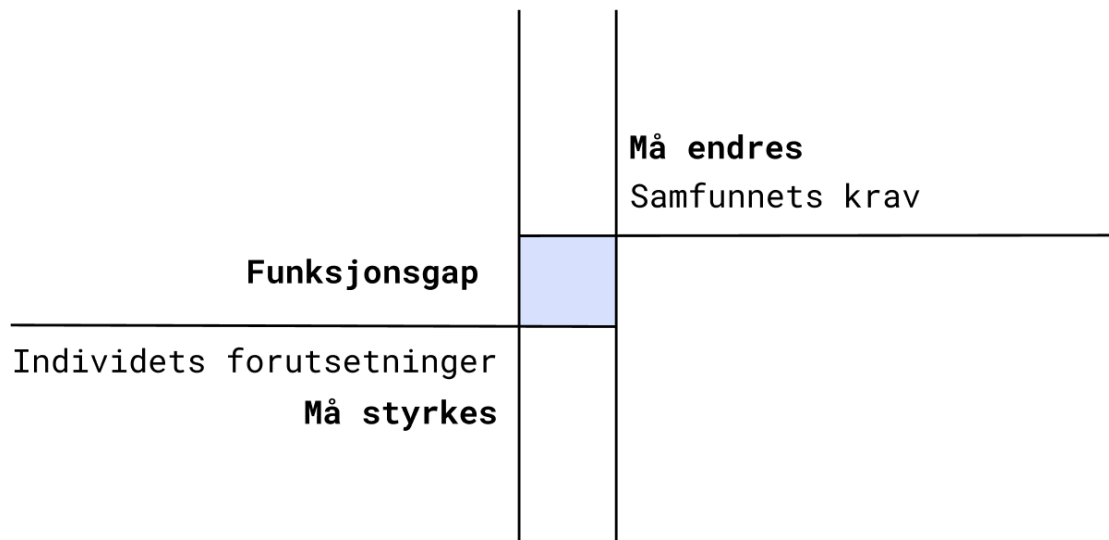 Må endres
Samfunnets krav
Funksjonsgap
Individets forutsetninger
Må styrkes